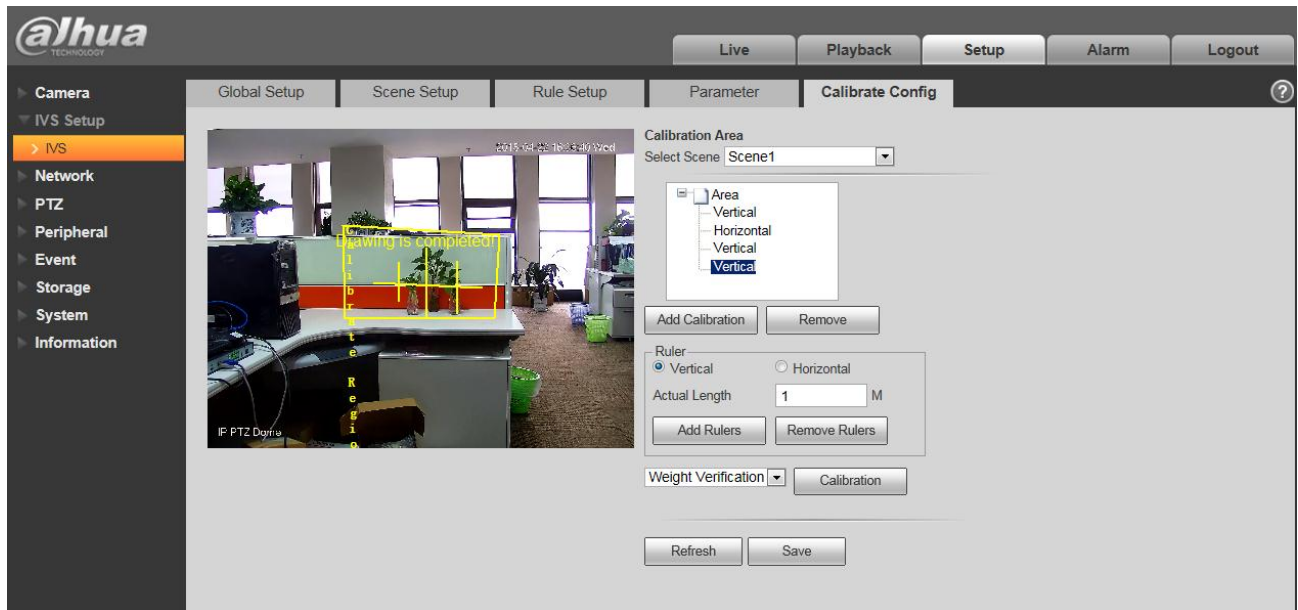 alhua
TECHNOLOGY
Live
Playback
Setup
Alarm
Logout
Camera
IVS Setup
IVS
Network
PTZ
Peripheral
Event
Storage
System
Information
Global Setup
Scene Setup
Rule Setup
Parameter
Calibrate Config
?
Wed
Drawing is completed!
Calibrate Regio
IP PTZ Dome
Calibration Area
Select Scene Scene1
Area
Vertical
Horizontal
Vertical
Vertical
Add Calibration
Remove
Ruler
Vertical
Horizontal
Actual Length 1 M
Add Rulers
Remove Rulers
Weight Verification
Calibration
Refresh
Save